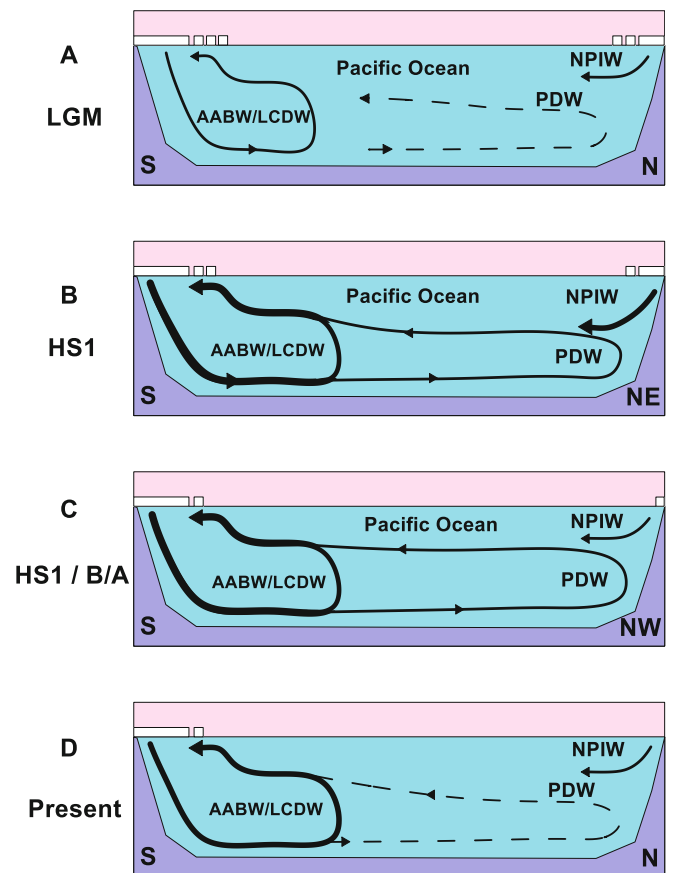 A
LGM
Pacific Ocean
NPIW
PDW
AABW/LCDW
S
N
B
HS1
Pacific Ocean
NPIW
AABW/LCDW
PDW
S
NE
C
HS1 / B/A
Pacific Ocean
NPIW
AABW/LCDW
PDW
S
NW
D
Present
NPIW
PDW
AABW/LCDW
S
N